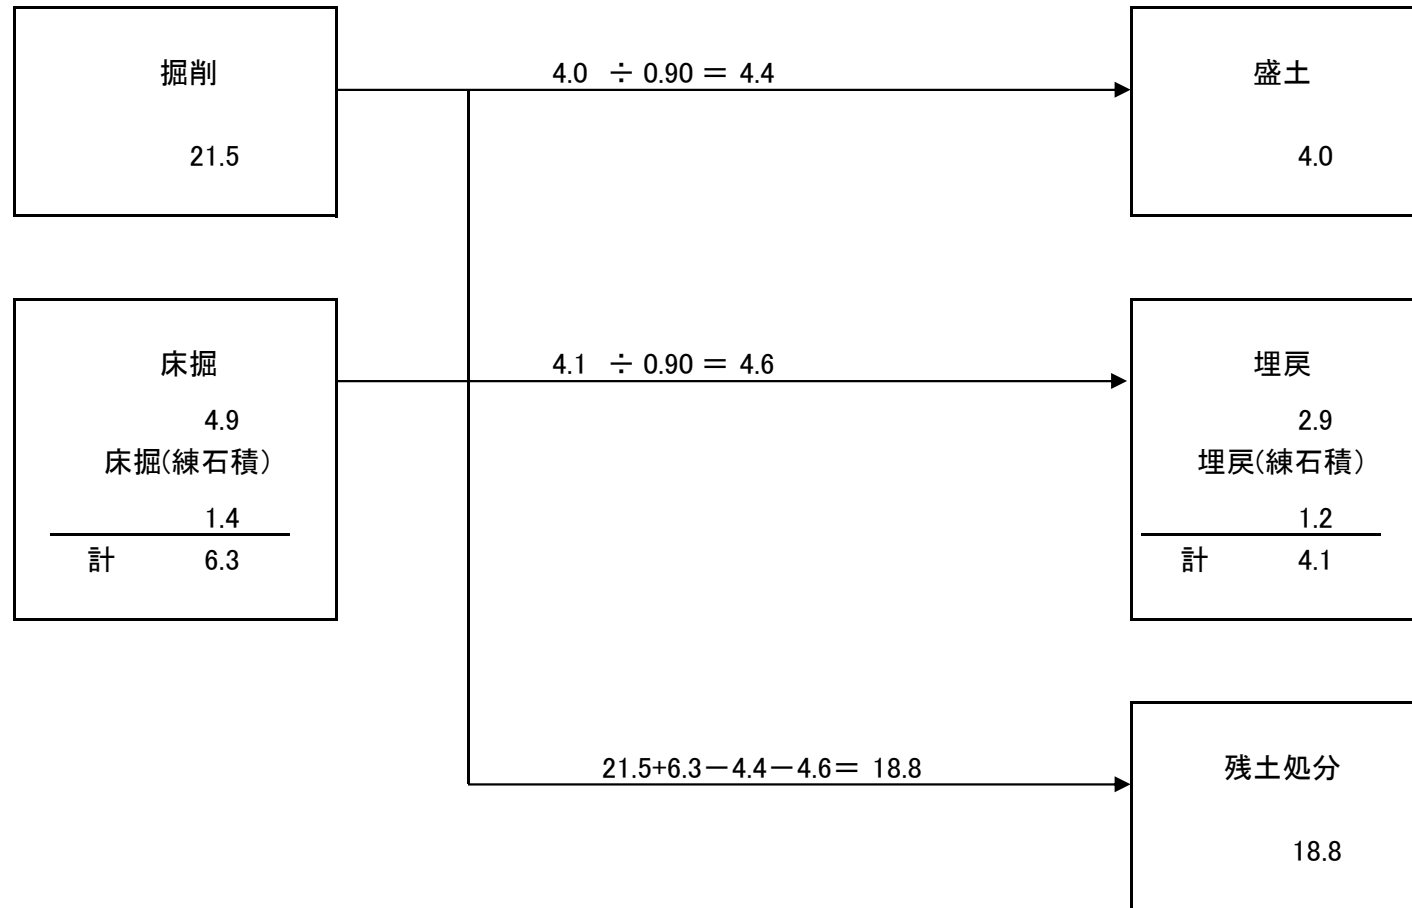 掘削
21.5
4.0 ÷ 0.90 = 4.4
盛土
4.0
床掘
4.9
床掘(練石積)
1.4
計 6.3
4.1 ÷ 0.90 = 4.6
埋戻
2.9
埋戻(練石積)
1.2
計 4.1
21.5+6.3－4.4－4.6= 18.8
残土処分
18.8